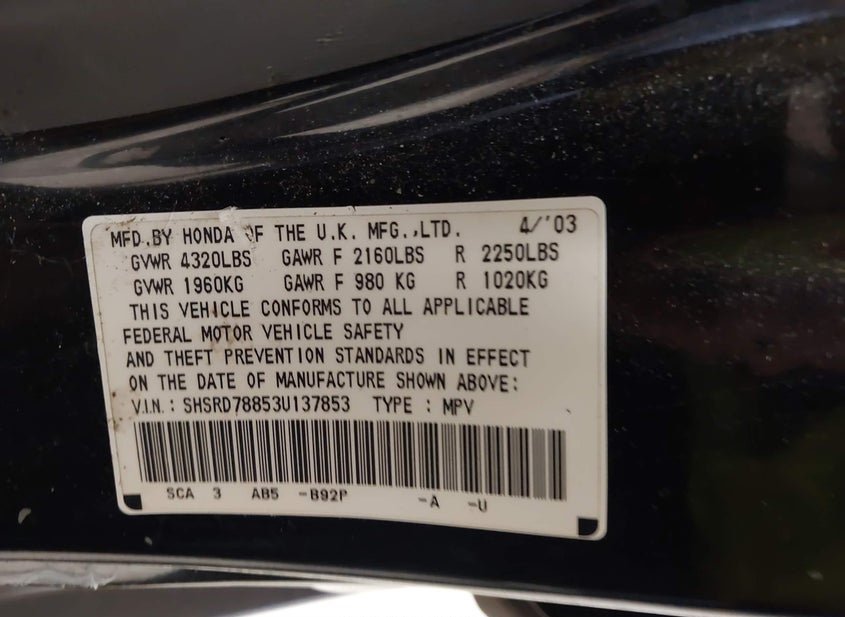 MFD.BY HONDA OF THE U.K. MFG.,LTD. 4/'03
GVWR 4320LBS GAWR F 2160LBS R 2250LBS
GVWR 1960KG GAWR F 980 KG R 1020KG
THIS VEHICLE CONFORMS TO ALL APPLICABLE
FEDERAL MOTOR VEHICLE SAFETY
AND THEFT PREVENTION STANDARDS IN EFFECT
ON THE DATE OF MANUFACTURE SHOWN ABOVE:
V.I.N.: SHSRD78853U137853 TYPE : MPV
SCA 3 AB5 -B92P -A -U